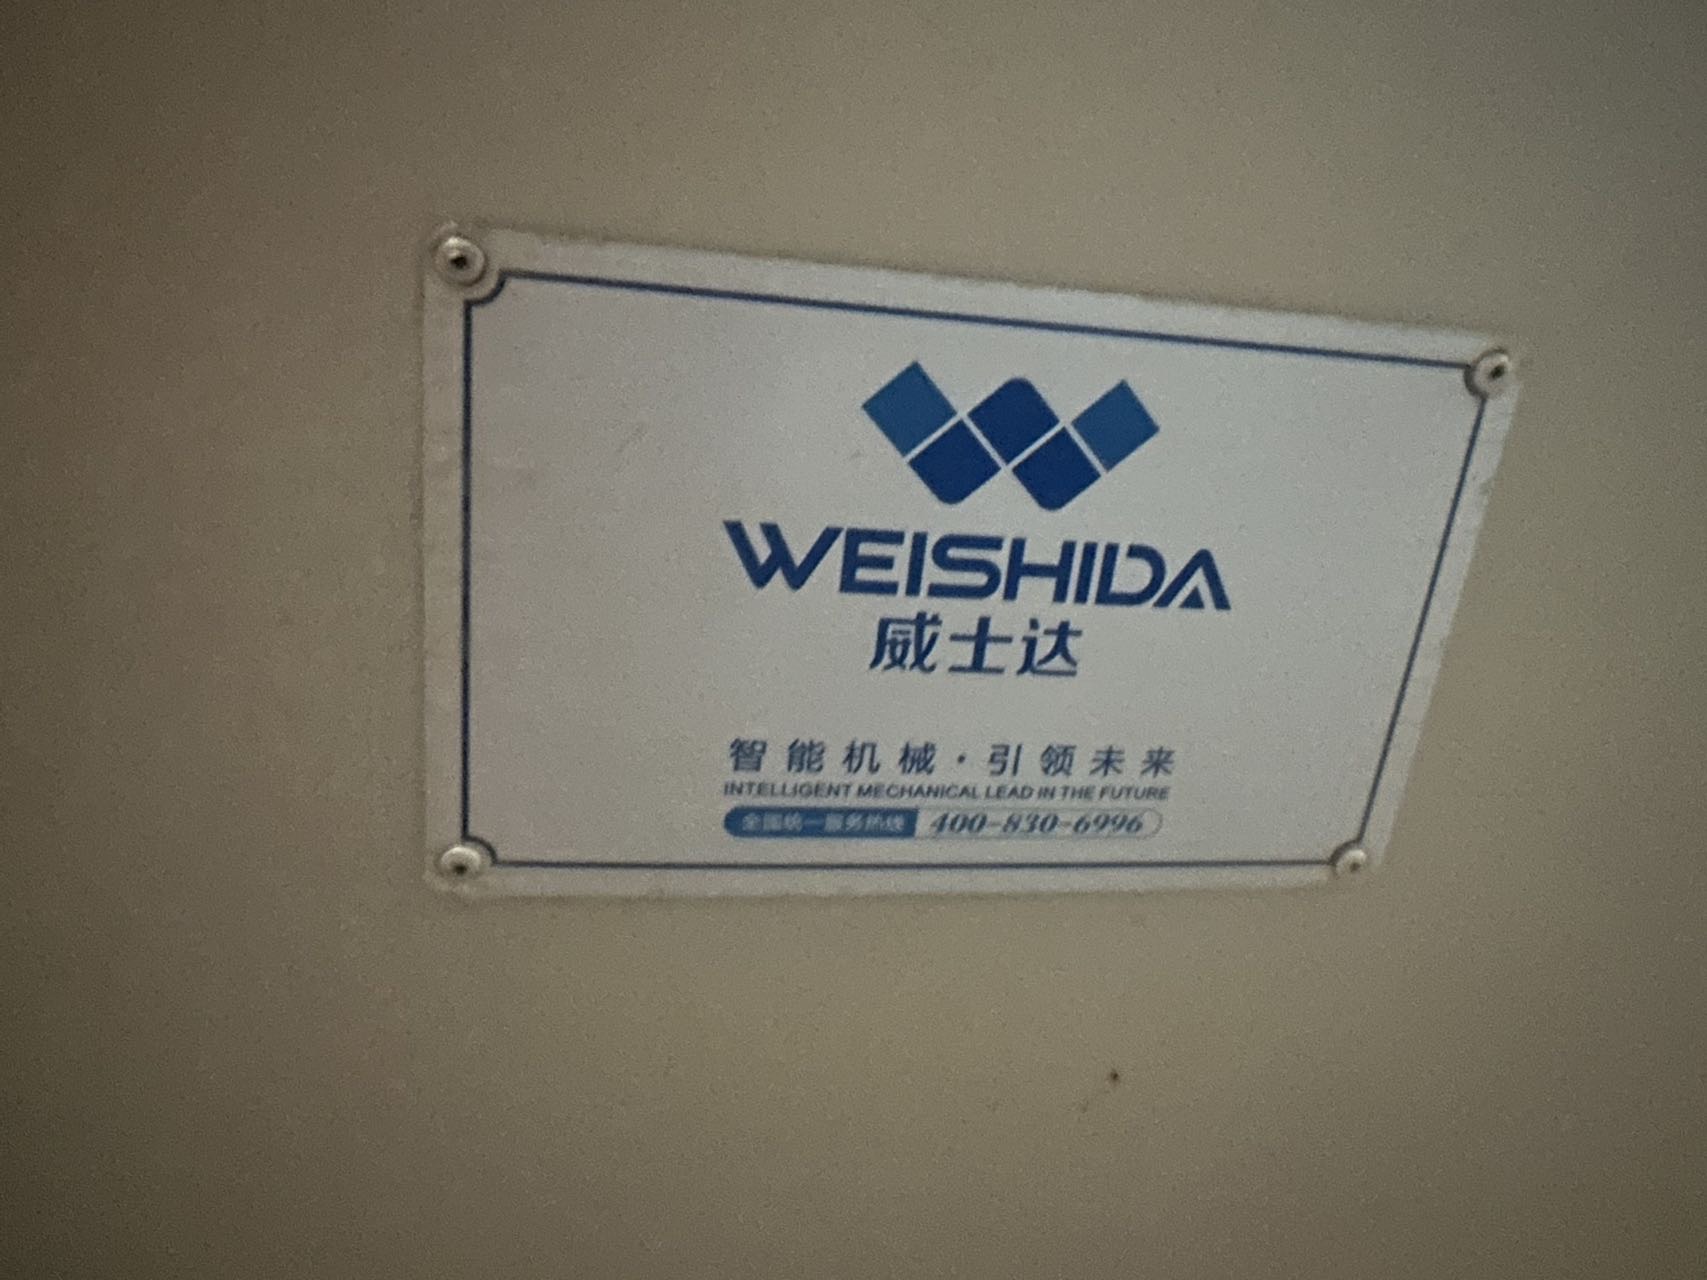 WEISHIDA
威士达
智能机械·引领未来
INTELLIGENT MECHANICAL LEAD IN THE FUTURE
全国统一服务热线 400-830-6996